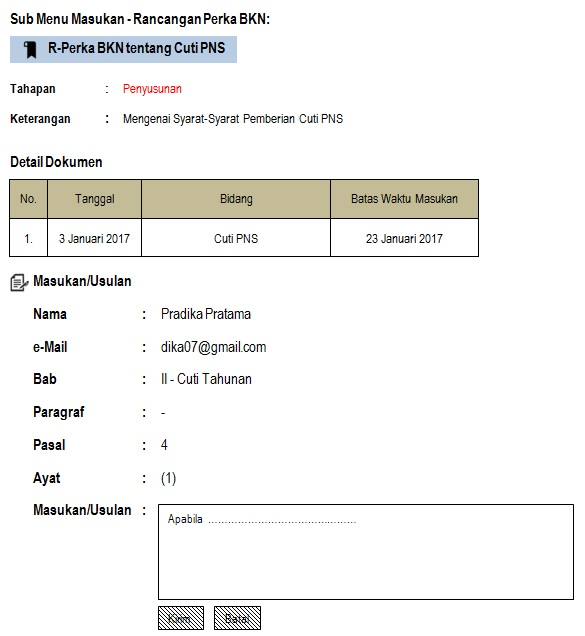 Sub Menu Masukan - Rancangan Perka BKN:
R-Perka BKN tentang Cuti PNS
Tahapan : Penyusunan
Keterangan : Mengenai Syarat-Syarat Pemberian Cuti PNS
Detail Dokumen
No. Tanggal Bidang Batas Waktu Masukan
1. 3 Januari 2017 Cuti PNS 23 Januari 2017
Masukan/Usulan
Nama : Pradika Pratama
e-Mail : dika07@gmail.com
Bab : II - Cuti Tahunan
Paragraf : -
Pasal : 4
Ayat : (1)
Masukan/Usulan :
Apabila ................................................
Kirim Batal